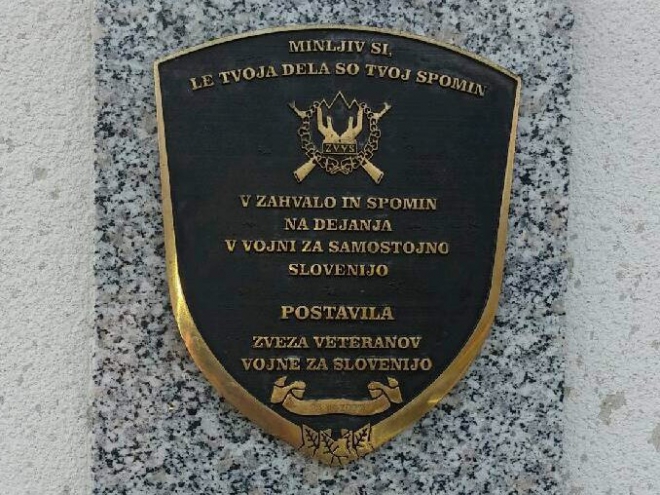 MINLJIV SI,
LE TVOJA DELA SO TVOJ SPOMIN
ZVVS
V ZAHVALO IN SPOMIN
NA DEJANJA
V VOJNI ZA SAMOSTOJNO
SLOVENIJO
POSTAVILA
ZVEZA VETERANOV
VOJNE ZA SLOVENIJO